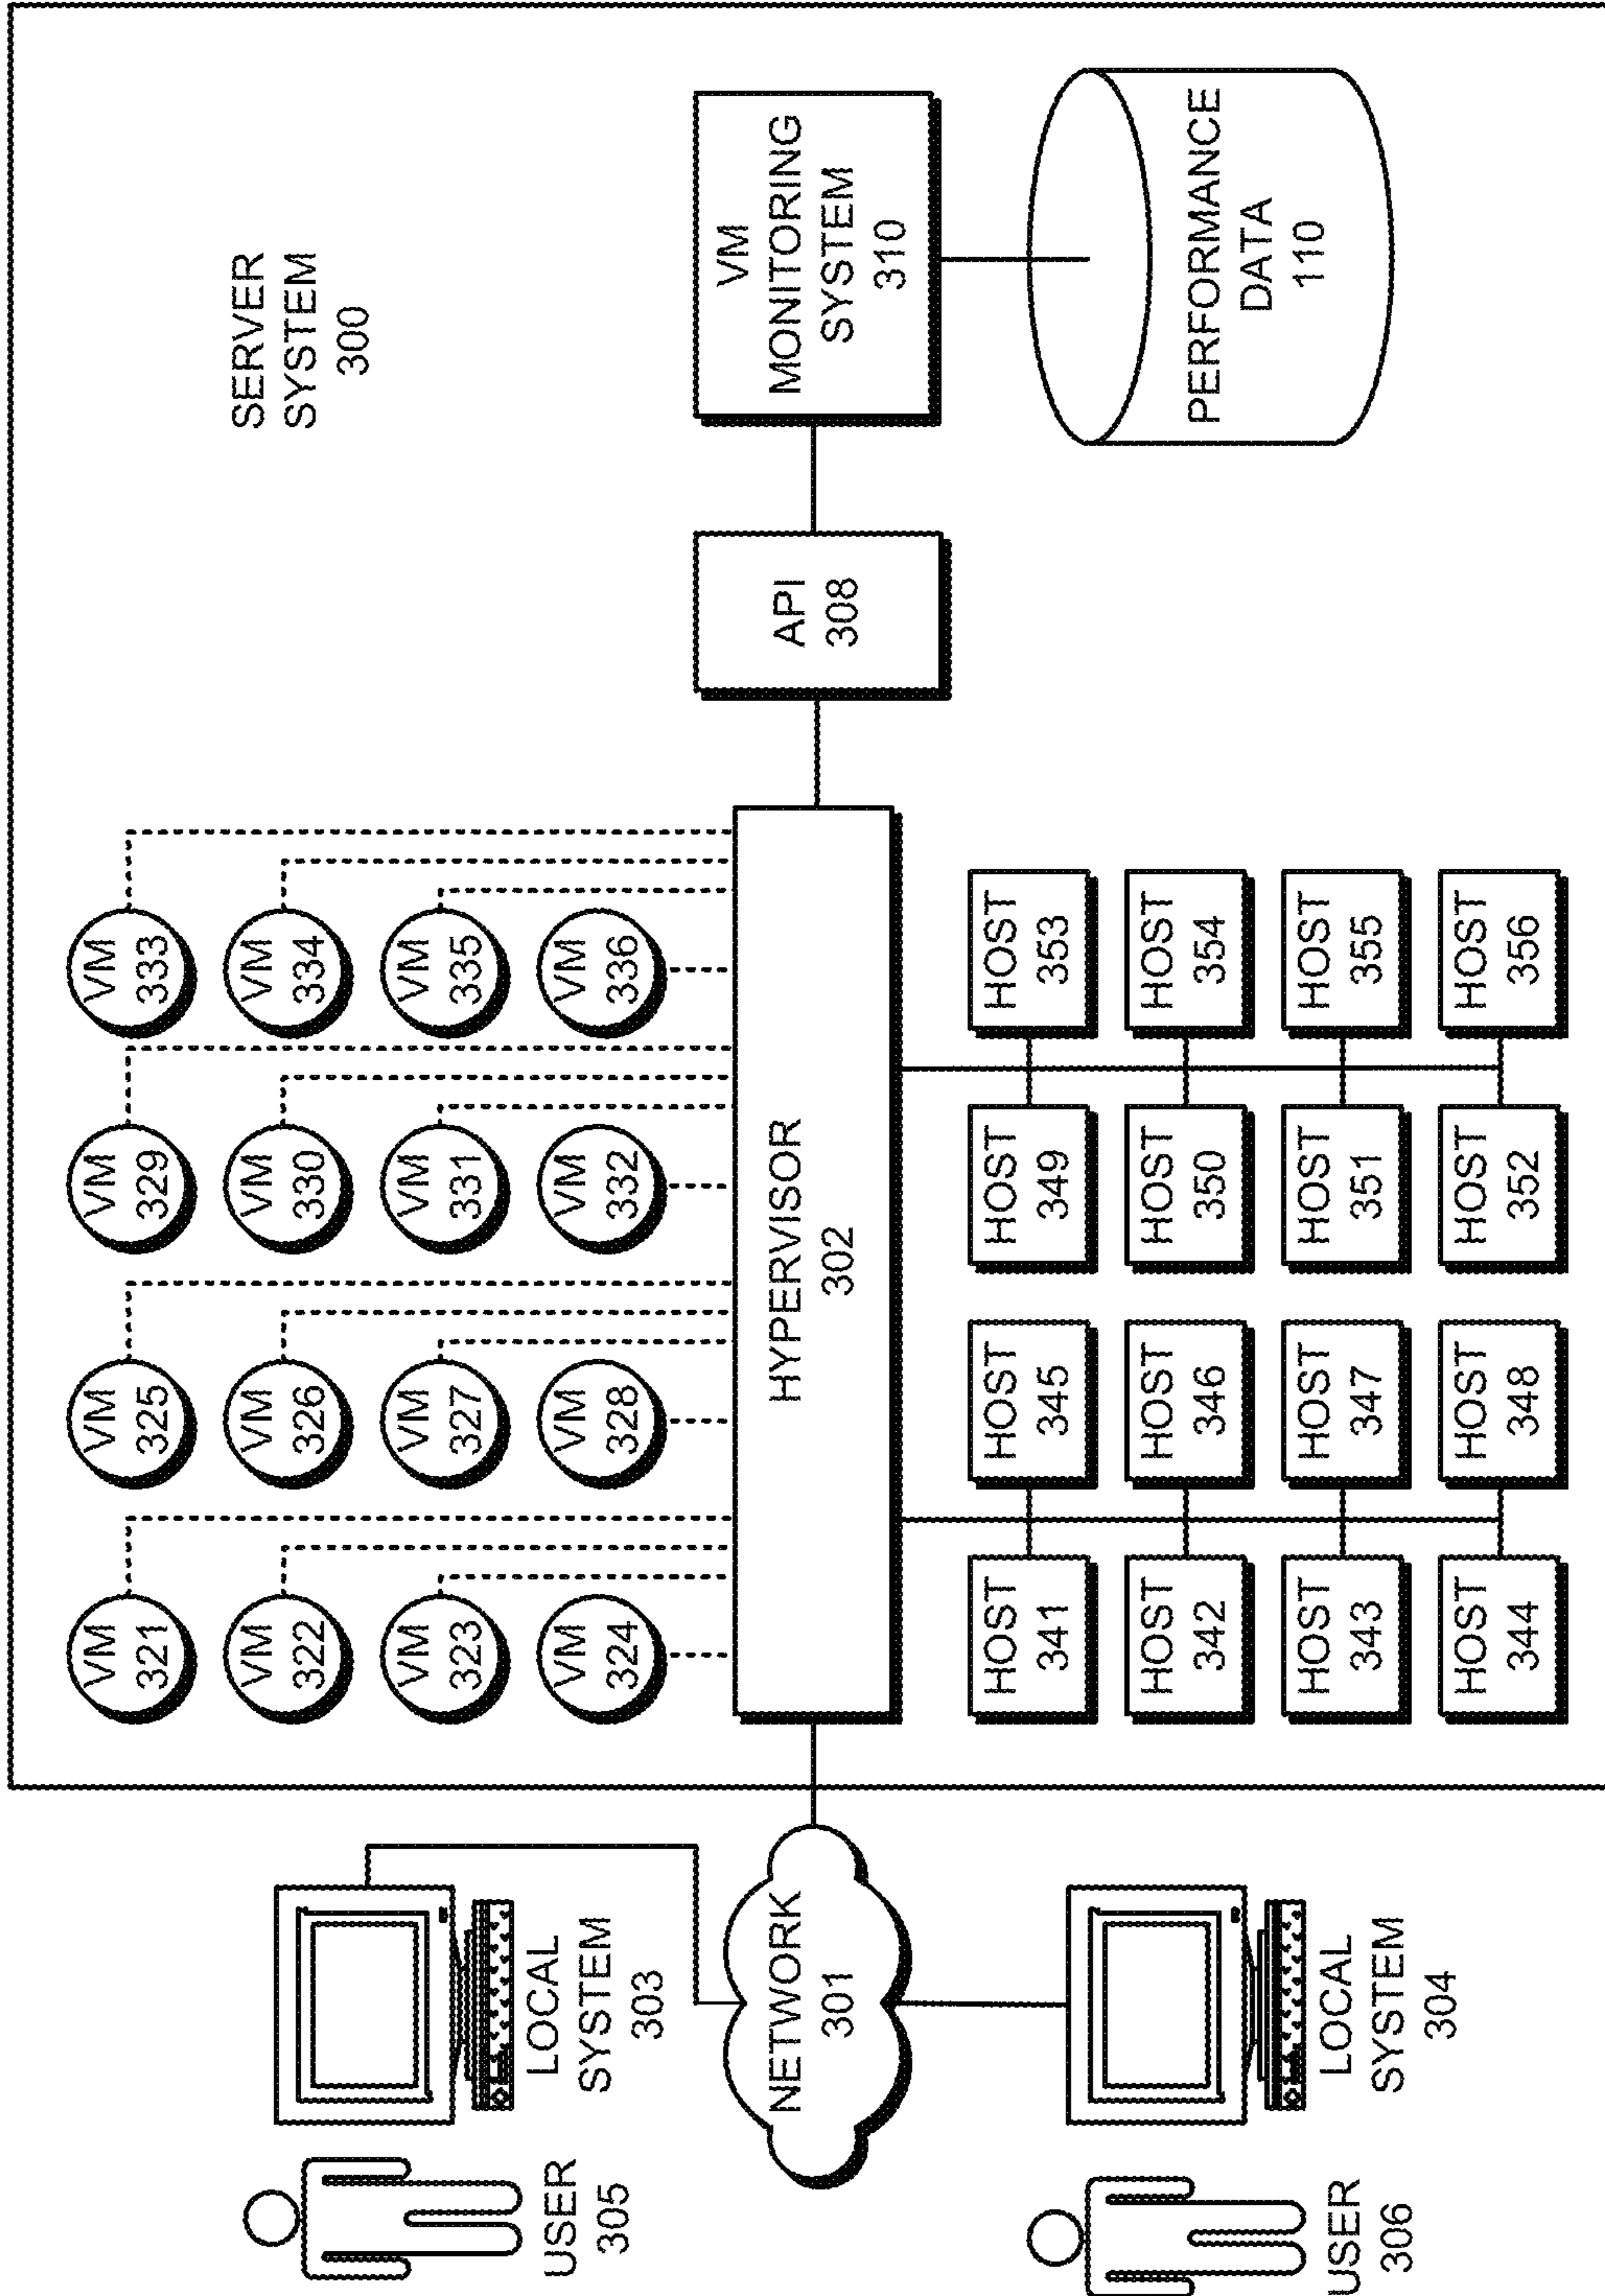 SERVER
SYSTEM
300
USER
305
LOCAL
SYSTEM
303
NETWORK
301
USER
306
LOCAL
SYSTEM
304
VM
321
VM
325
VM
329
VM
333
VM
322
VM
326
VM
330
VM
334
VM
323
VM
327
VM
331
VM
335
VM
324
VM
328
VM
332
VM
336
HYPERVISOR
302
API
308
VM
MONITORING
SYSTEM
310
HOST
341
HOST
345
HOST
349
HOST
353
HOST
342
HOST
346
HOST
350
HOST
354
HOST
343
HOST
347
HOST
351
HOST
355
HOST
344
HOST
348
HOST
352
HOST
356
PERFORMANCE
DATA
110